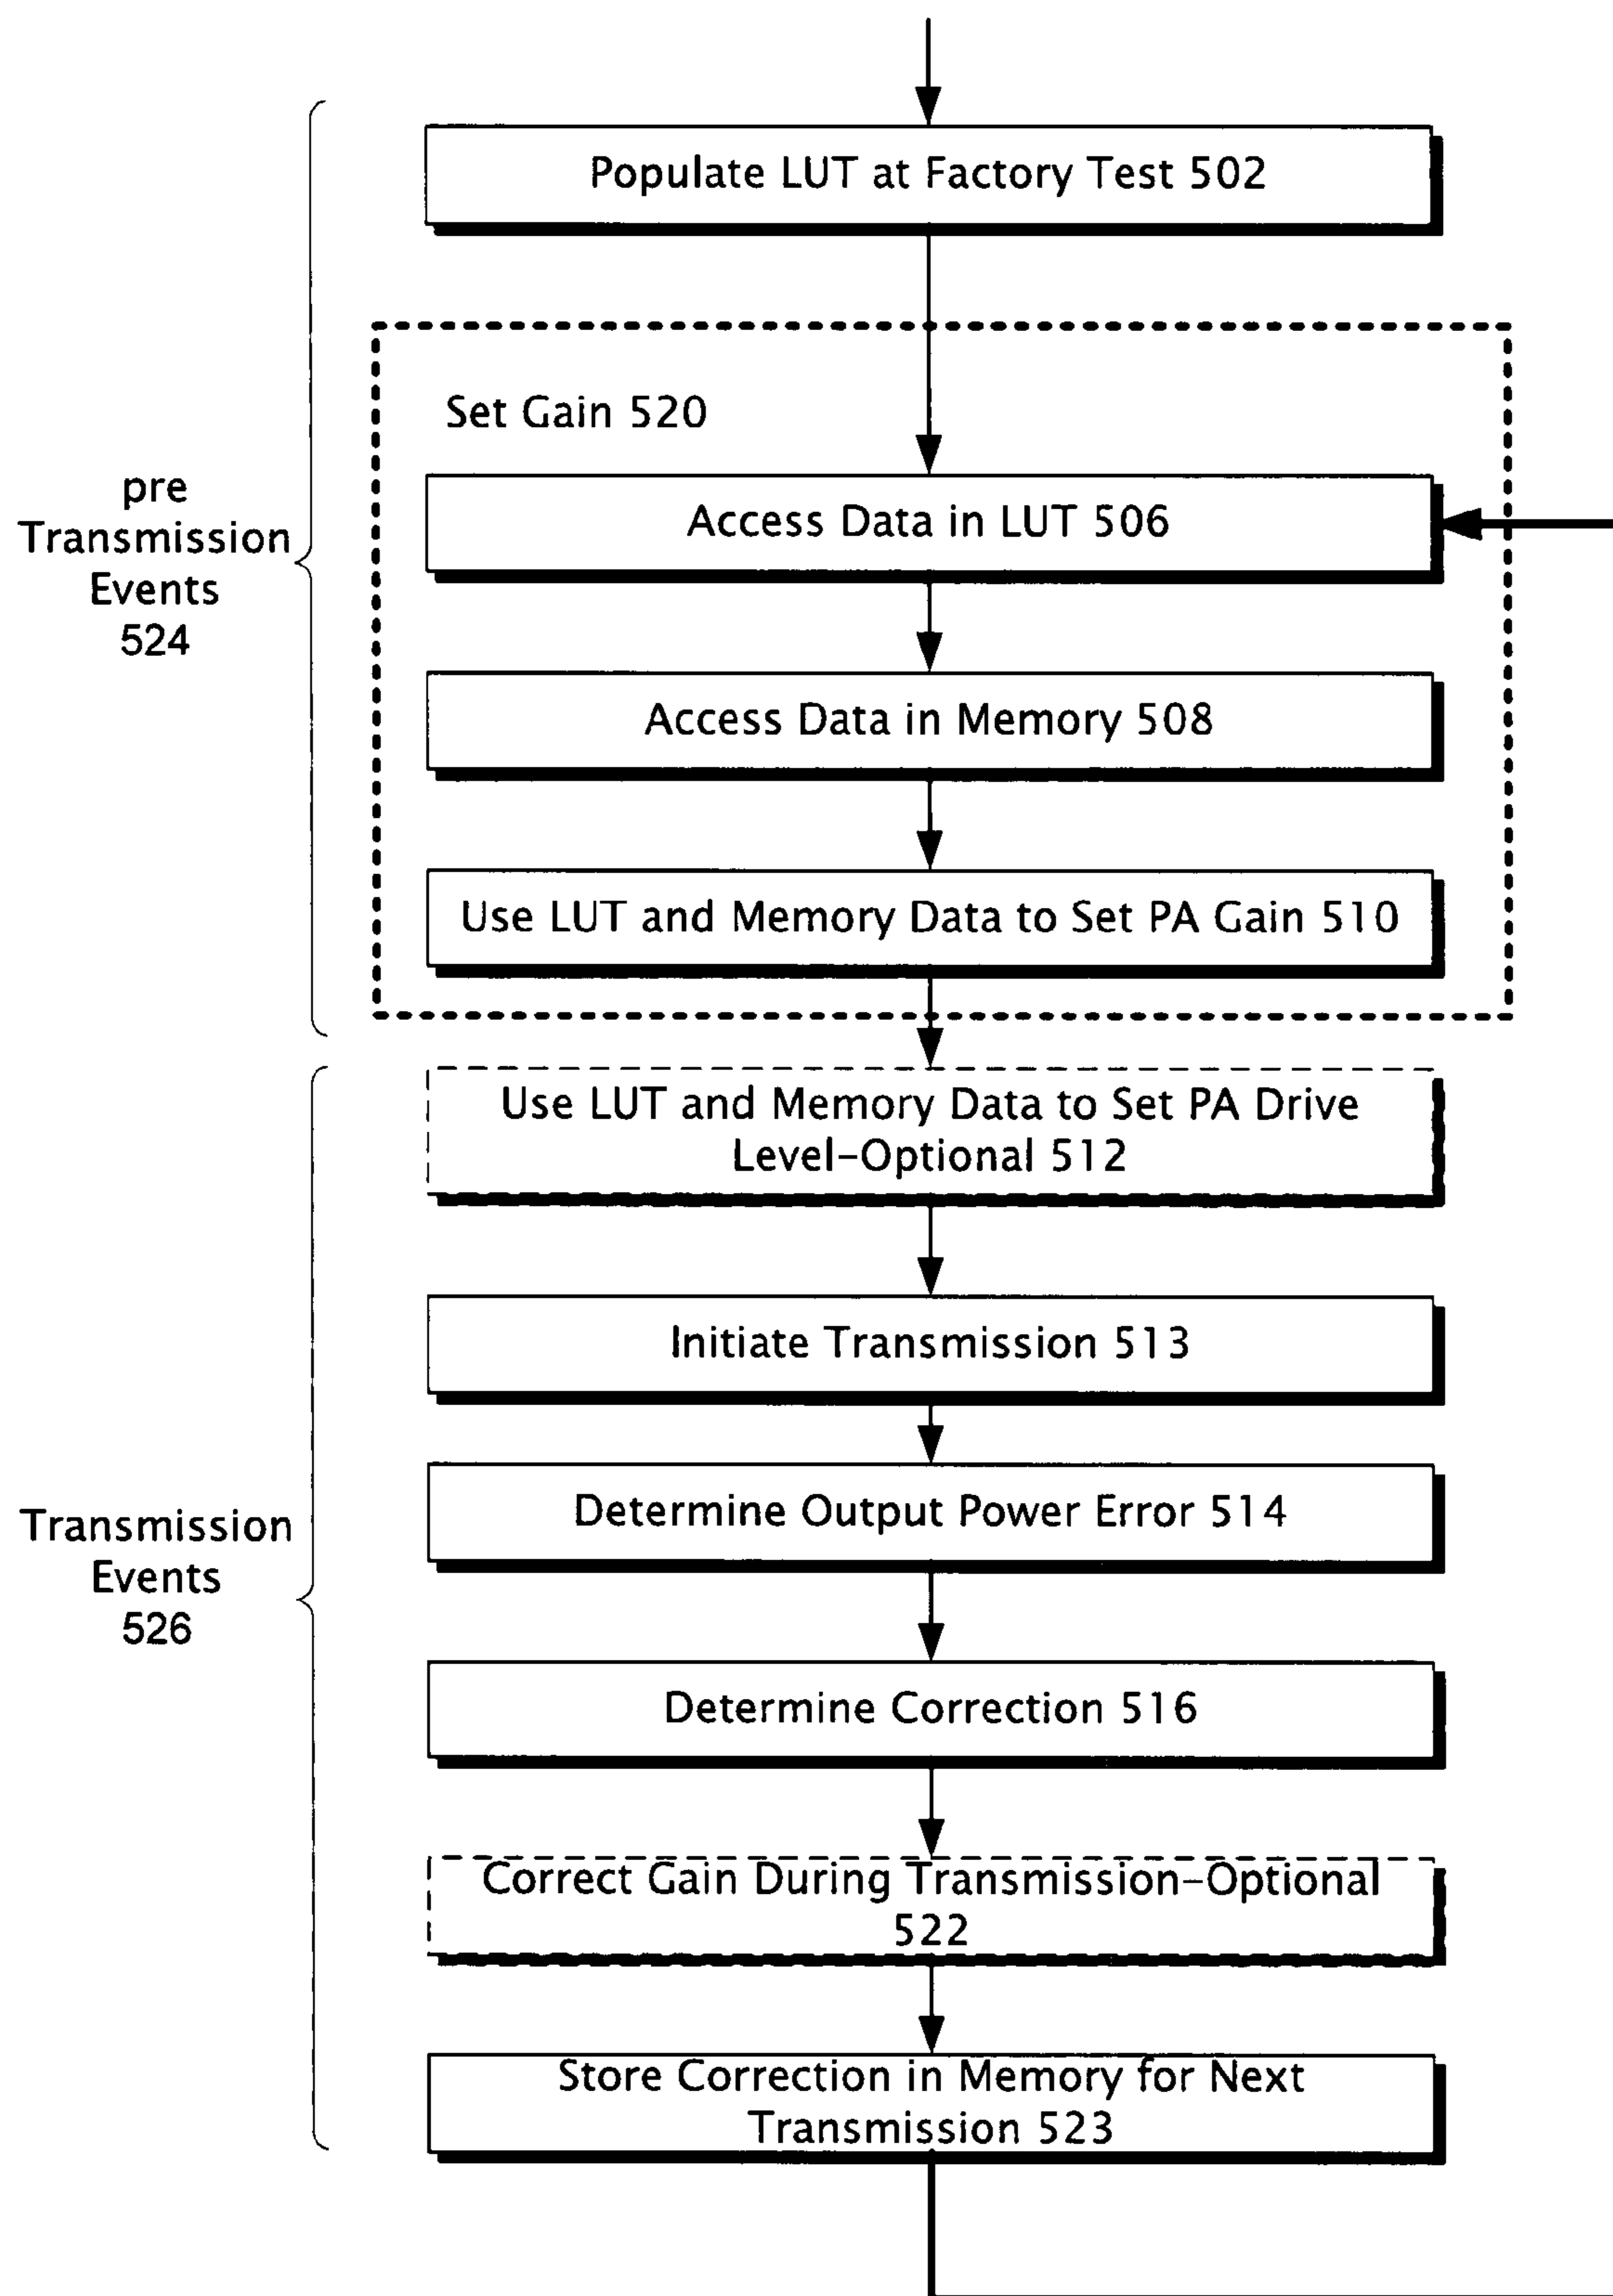 Populate LUT at Factory Test 502
Set Gain 520
pre
Transmission
Events
524
Access Data in LUT 506
Access Data in Memory 508
Use LUT and Memory Data to Set PA Gain 510
Use LUT and Memory Data to Set PA Drive
Level-Optional 512
Initiate Transmission 513
Determine Output Power Error 514
Transmission
Events
526
Determine Correction 516
Correct Gain During Transmission-Optional
522
Store Correction in Memory for Next
Transmission 523